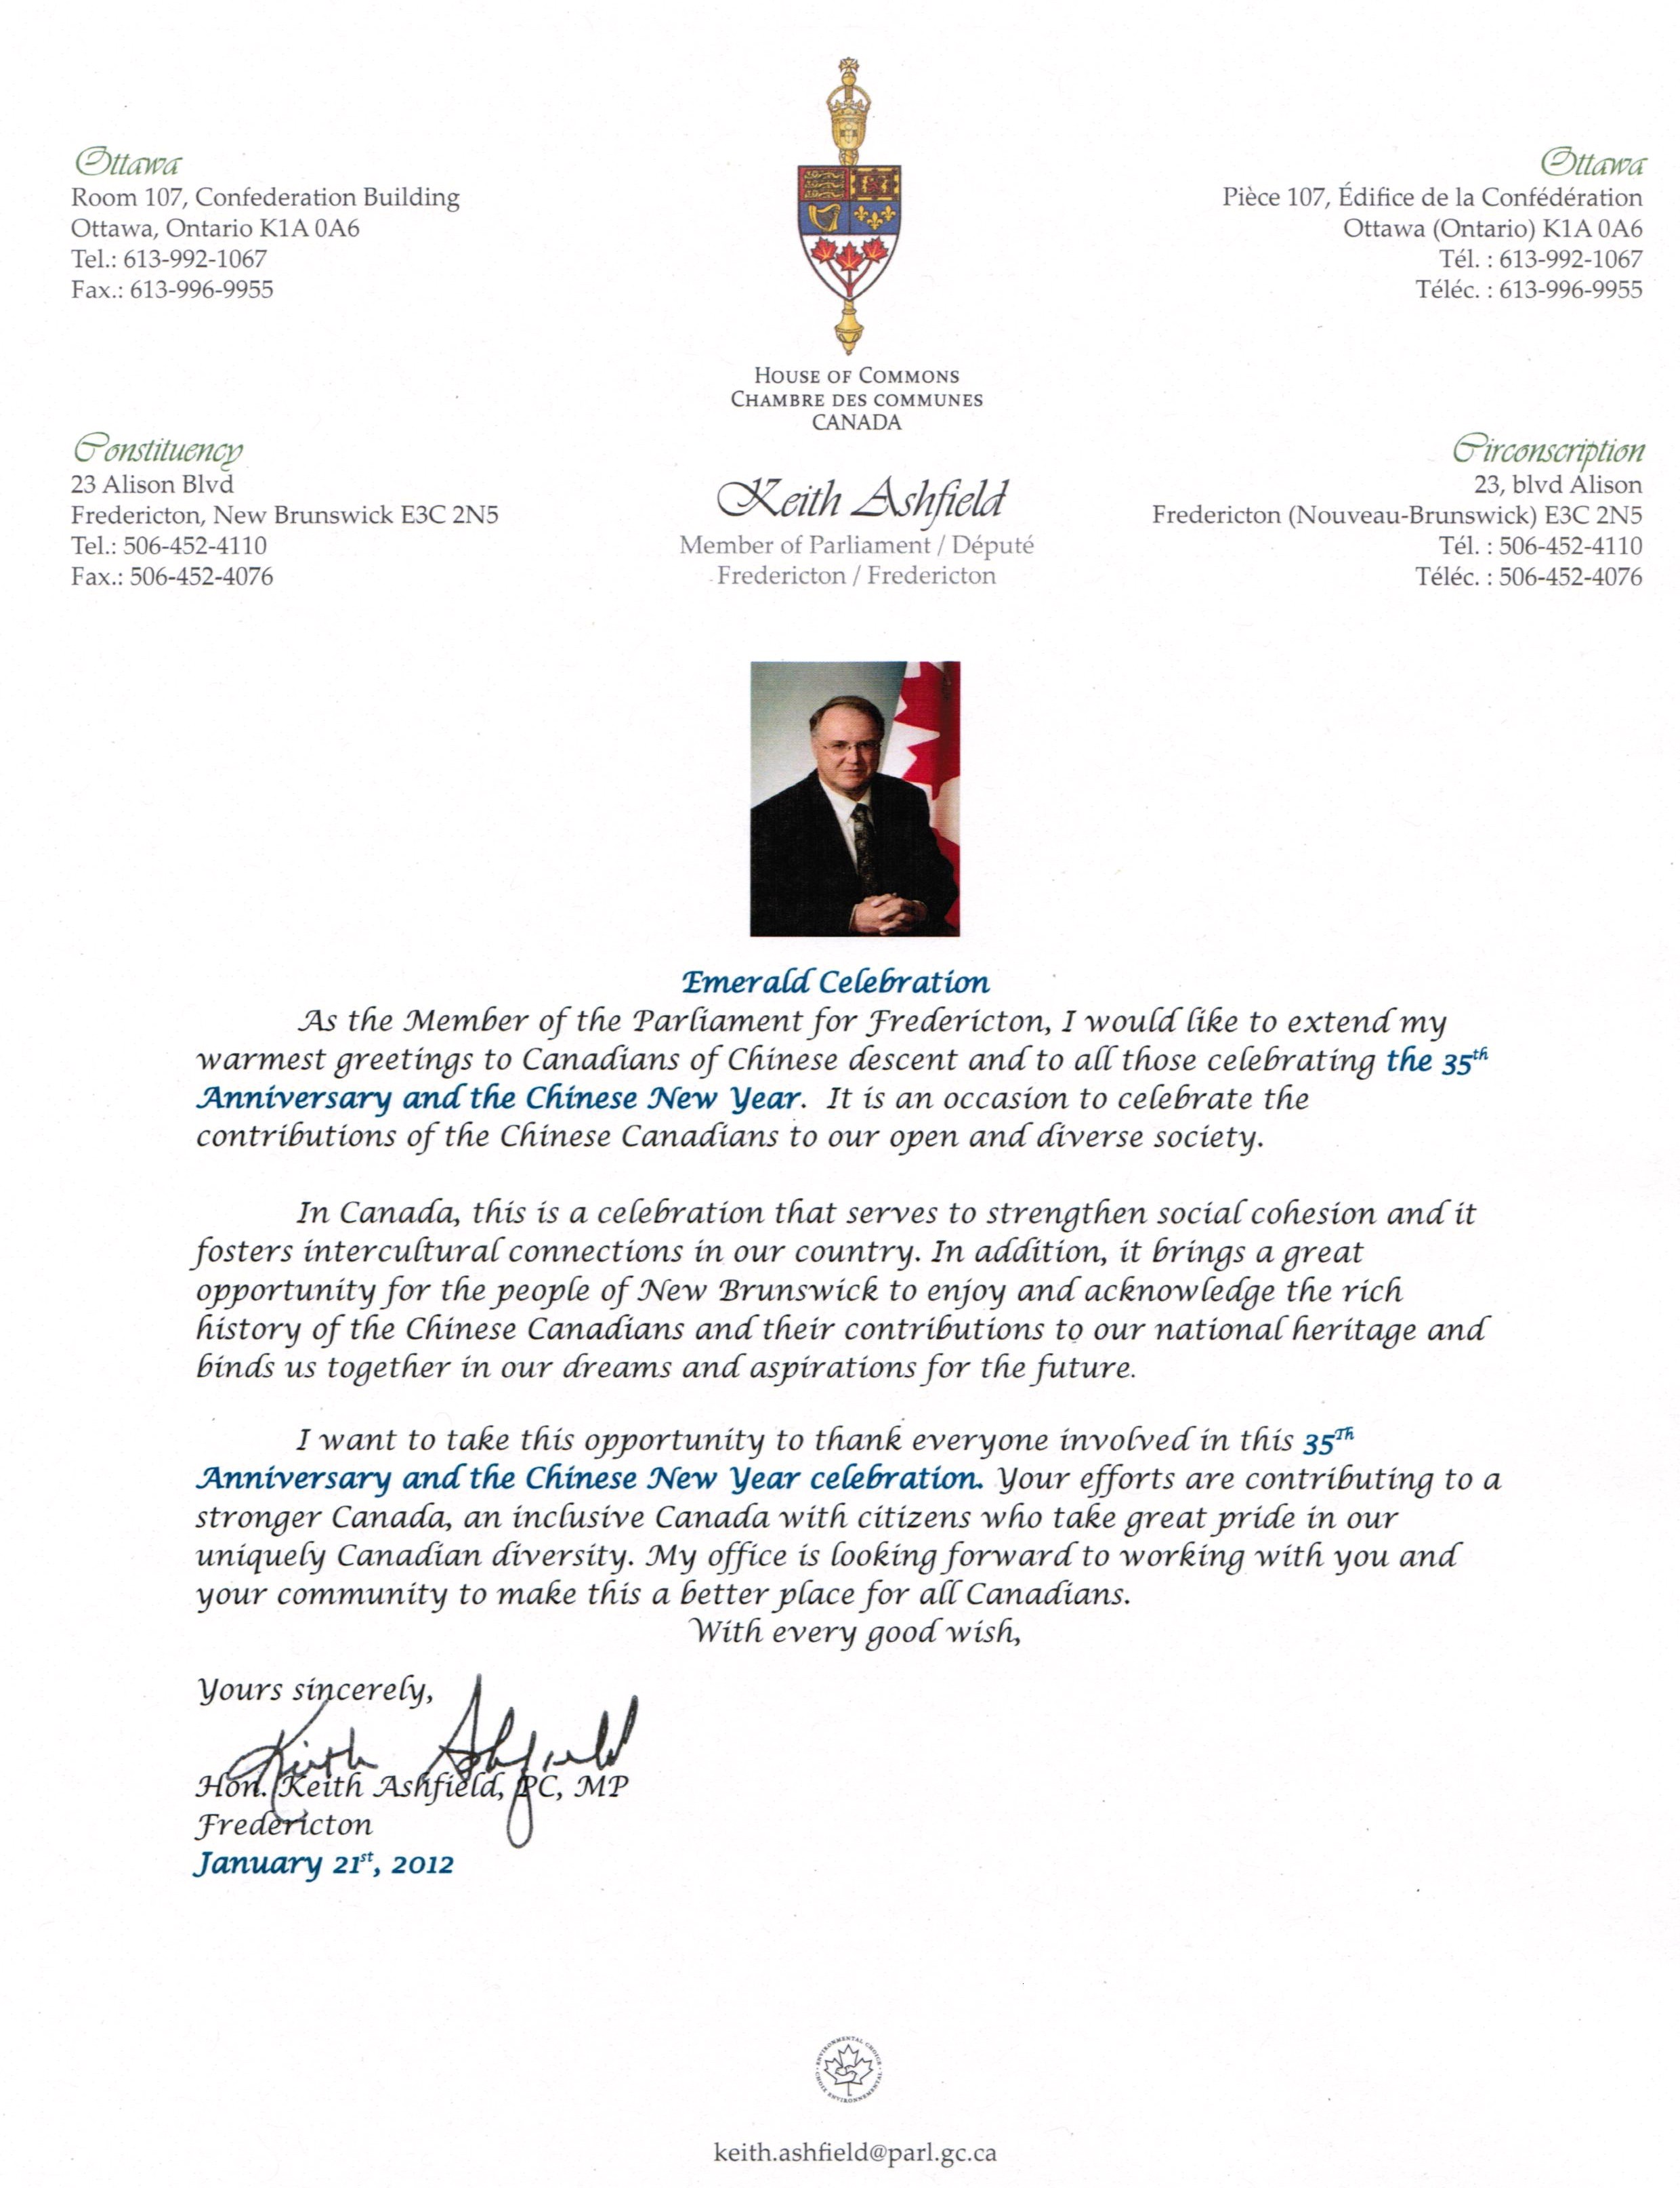 Ottawa
Room 107, Confederation Building
Ottawa, Ontario K1A 0A6
Tel.: 613-992-1067
Fax.: 613-996-9955
Constituency
23 Alison Blvd
Fredericton, New Brunswick E3C 2N5
Tel.: 506-452-4110
Fax.: 506-452-4076
HOUSE OF COMMONS
CHAMBRE DES COMMUNES
CANADA
Keith Ashfield
Member of Parliament / Député
Fredericton / Fredericton
Ottawa
Pièce 107, Édifice de la Confédération
Ottawa (Ontario) K1A 0A6
Tél. : 613-992-1067
Téléc. : 613-996-9955
Circonscription
23, blvd Alison
Fredericton (Nouveau-Brunswick) E3C 2N5
Tél. : 506-452-4110
Téléc. : 506-452-4076
Emerald Celebration
As the Member of the Parliament for Fredericton, I would like to extend my
warmest greetings to Canadians of Chinese descent and to all those celebrating the 35th
Anniversary and the Chinese New Year. It is an occasion to celebrate the
contributions of the Chinese Canadians to our open and diverse society.
In Canada, this is a celebration that serves to strengthen social cohesion and it
fosters intercultural connections in our country. In addition, it brings a great
opportunity for the people of New Brunswick to enjoy and acknowledge the rich
history of the Chinese Canadians and their contributions to our national heritage and
binds us together in our dreams and aspirations for the future.
I want to take this opportunity to thank everyone involved in this 35Th
Anniversary and the Chinese New Year celebration. Your efforts are contributing to a
stronger Canada, an inclusive Canada with citizens who take great pride in our
uniquely Canadian diversity. My office is looking forward to working with you and
your community to make this a better place for all Canadians.
With every good wish,
Yours sincerely,
Keith Ashfield
Hon. Keith Ashfield, PC, MP
Fredericton
January 21st, 2012
ENVIRONMENTAL CHOICE
CHOIX ENVIRONNEMENTAL
keith.ashfield@parl.gc.ca